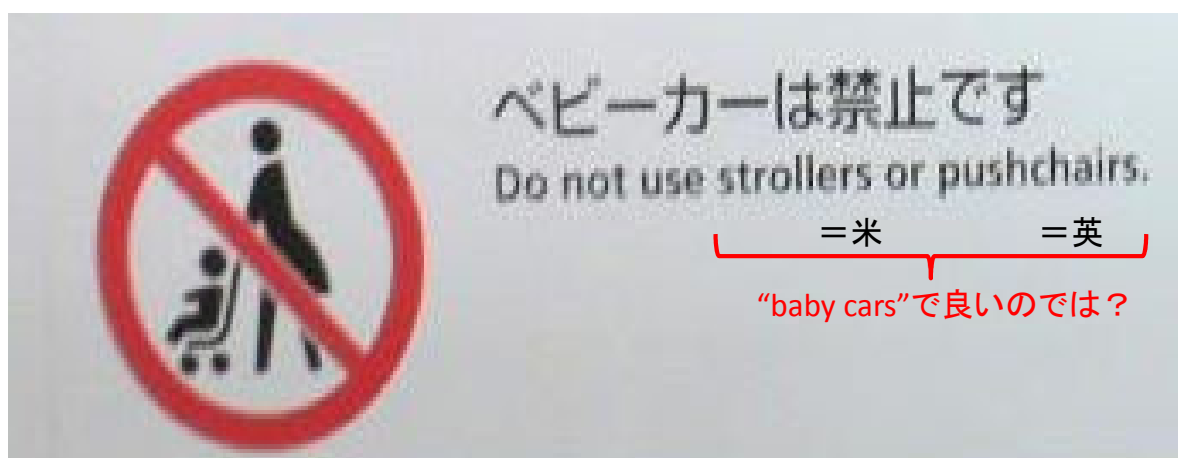 ベビーカーは禁止です
Do not use strollers or pushchairs.
＝米 ＝英
“baby cars”で良いのでは？